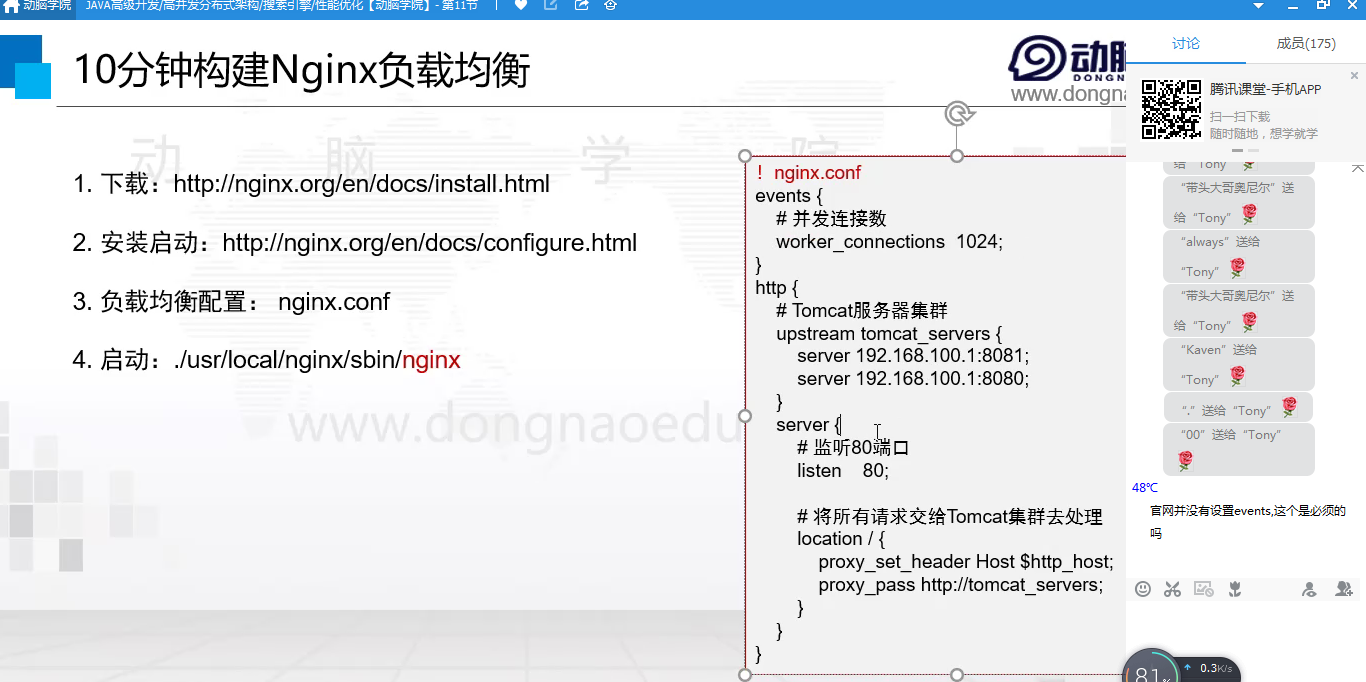 动脑学院
JAVA高级开发/高并发分布式架构/搜索引擎/性能优化【动脑学院】- 第11节
10分钟构建Nginx负载均衡
动脑
DONGN
www.dongna
动 脑 学 院
1. 下载：http://nginx.org/en/docs/install.html
2. 安装启动：http://nginx.org/en/docs/configure.html
3. 负载均衡配置： nginx.conf
4. 启动：./usr/local/nginx/sbin/nginx
www.dongnaoedu
! nginx.conf
events {
# 并发连接数
worker_connections 1024;
}
http {
# Tomcat服务器集群
upstream tomcat_servers {
server 192.168.100.1:8081;
server 192.168.100.1:8080;
}
server {
# 监听80端口
listen 80;
# 将所有请求交给Tomcat集群去处理
location / {
proxy_set_header Host $http_host;
proxy_pass http://tomcat_servers;
}
}
}
讨论
成员(175)
腾讯课堂-手机APP
扫一扫下载
随时随地，想学就学
给 “Tony”
“带头大哥奥尼尔” 送
给 “Tony”
“always” 送给
“Tony”
“带头大哥奥尼尔” 送
给 “Tony”
“Kaven” 送给
“Tony”
“.” 送给 “Tony”
“00” 送给 “Tony”
48℃
官网并没有设置events,这个是必须的
吗
81%
0.3K/s